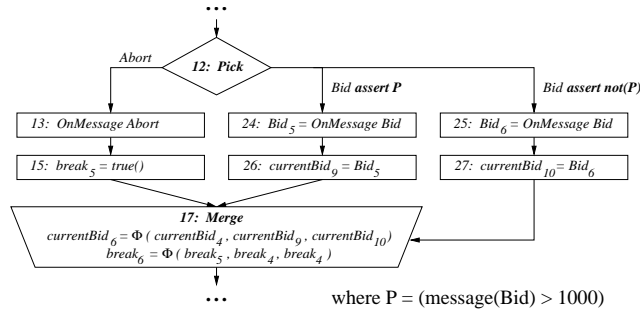 ...
12: Pick
Abort
Bid assert P
Bid assert not(P)
13: OnMessage Abort
24: Bid₅ = OnMessage Bid
25: Bid₆ = OnMessage Bid
15: break₅ = true()
26: currentBid₉ = Bid₅
27: currentBid₁₀ = Bid₆
17: Merge
currentBid₆ = Φ ( currentBid₄ , currentBid₉ , currentBid₁₀)
break₆ = Φ ( break₅ , break₄ , break₄ )
...
where P = (message(Bid) > 1000)